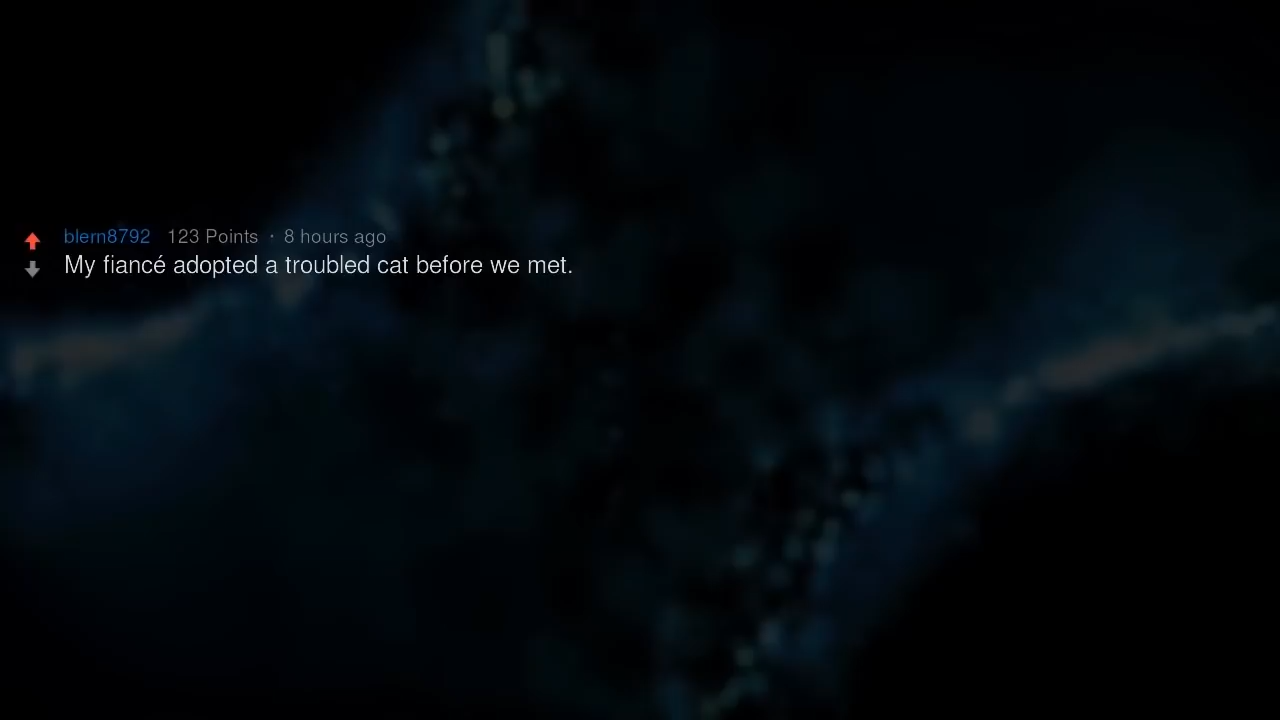 blern8792 123 Points · 8 hours ago
My fiancé adopted a troubled cat before we met.